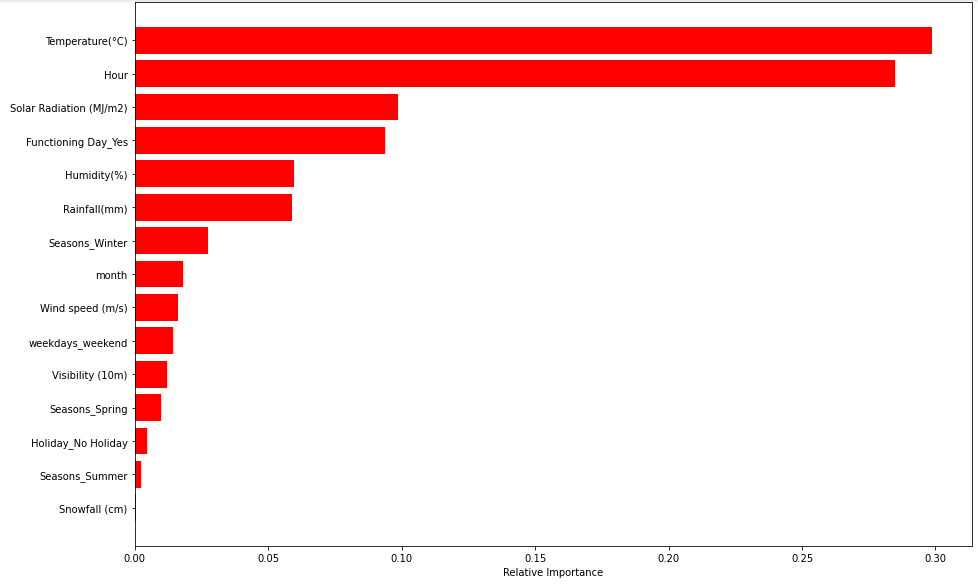 Temperature(°C)
Hour
Solar Radiation (MJ/m2)
Functioning Day_Yes
Humidity(%)
Rainfall(mm)
Seasons_Winter
month
Wind speed (m/s)
weekdays_weekend
Visibility (10m)
Seasons_Spring
Holiday_No Holiday
Seasons_Summer
Snowfall (cm)
0.00 0.05 0.10 0.15 0.20 0.25 0.30
Relative Importance